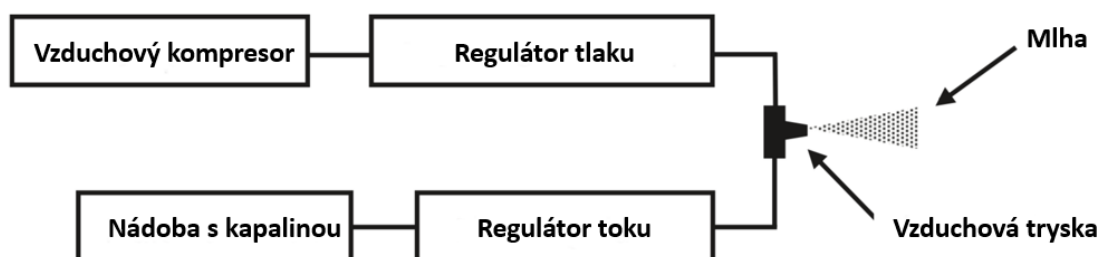 Vzduchový kompresor
Regulátor tlaku
Mlha
Nádoba s kapalinou
Regulátor toku
Vzduchová tryska